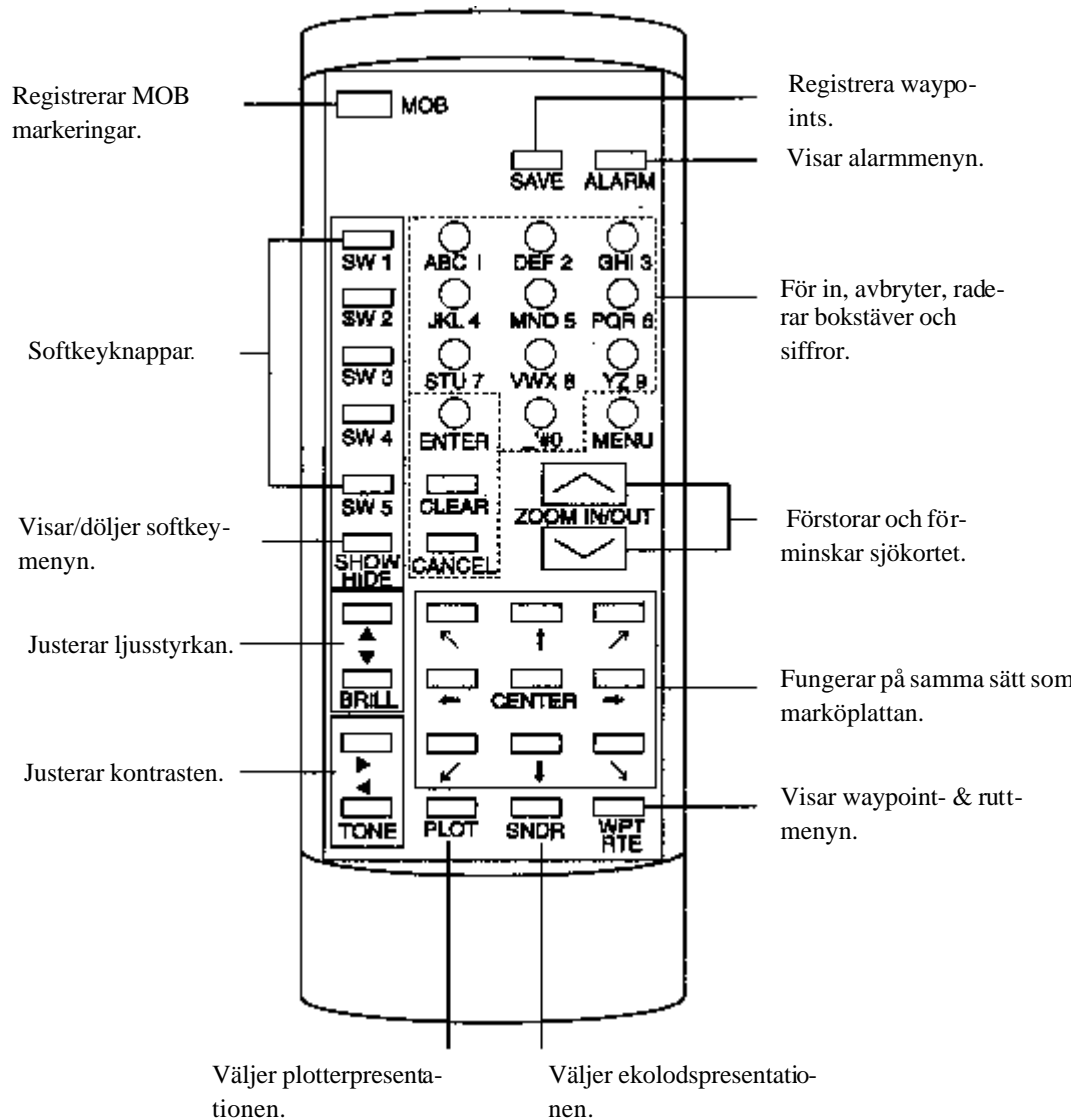 Registrerar MOB
markeringar.
MOB
Registrera waypo-
ints.
SAVE
ALARM
Visar alarmmenyn.
SW 1
ABC 1
DEF 2
GHI 3
SW 2
JKL 4
MNO 5
PQR 6
För in, avbryter, rade-
rar bokstäver och
siffror.
Softkeyknappar.
SW 3
STU 7
VWX 8
YZ 9
SW 4
ENTER
_'#0
MENU
SW 5
CLEAR
ZOOM IN/OUT
Visar/döljer softkey-
menyn.
Förstorar och för-
minskar sjökortet.
SHOW
HIDE
CANCEL
Justerar ljusstyrkan.
BRILL
CENTER
Fungerar på samma sätt som
marköplattan.
Justerar kontrasten.
TONE
PLOT
SNDR
WPT
RTE
Visar waypoint- & rutt-
menyn.
Väljer plotterpresenta-
tionen.
Väljer ekolodspresentatio-
nen.